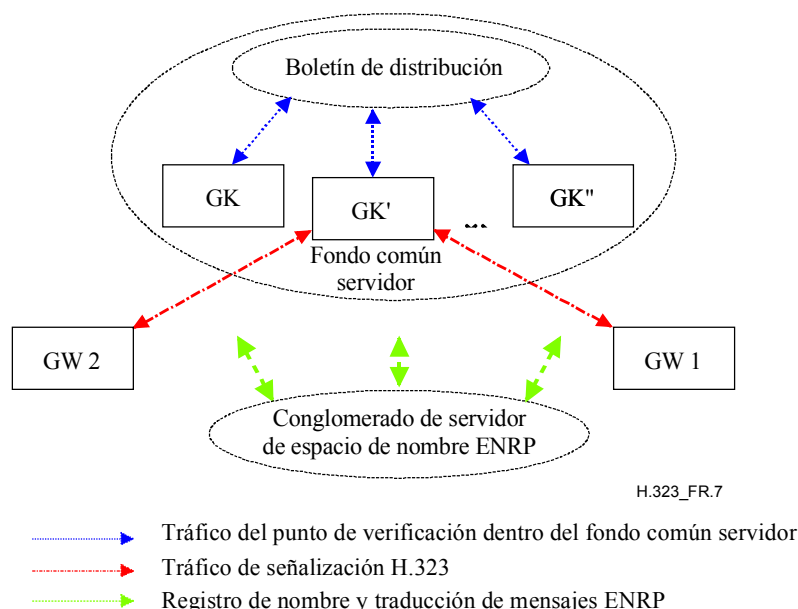 Boletín de distribución
GK
GK'
...
GK"
Fondo común
servidor
GW 2
GW 1
Conglomerado de servidor
de espacio de nombre ENRP
H.323_FR.7
Tráfico del punto de verificación dentro del fondo común servidor
Tráfico de señalización H.323
Registro de nombre y traducción de mensajes ENRP